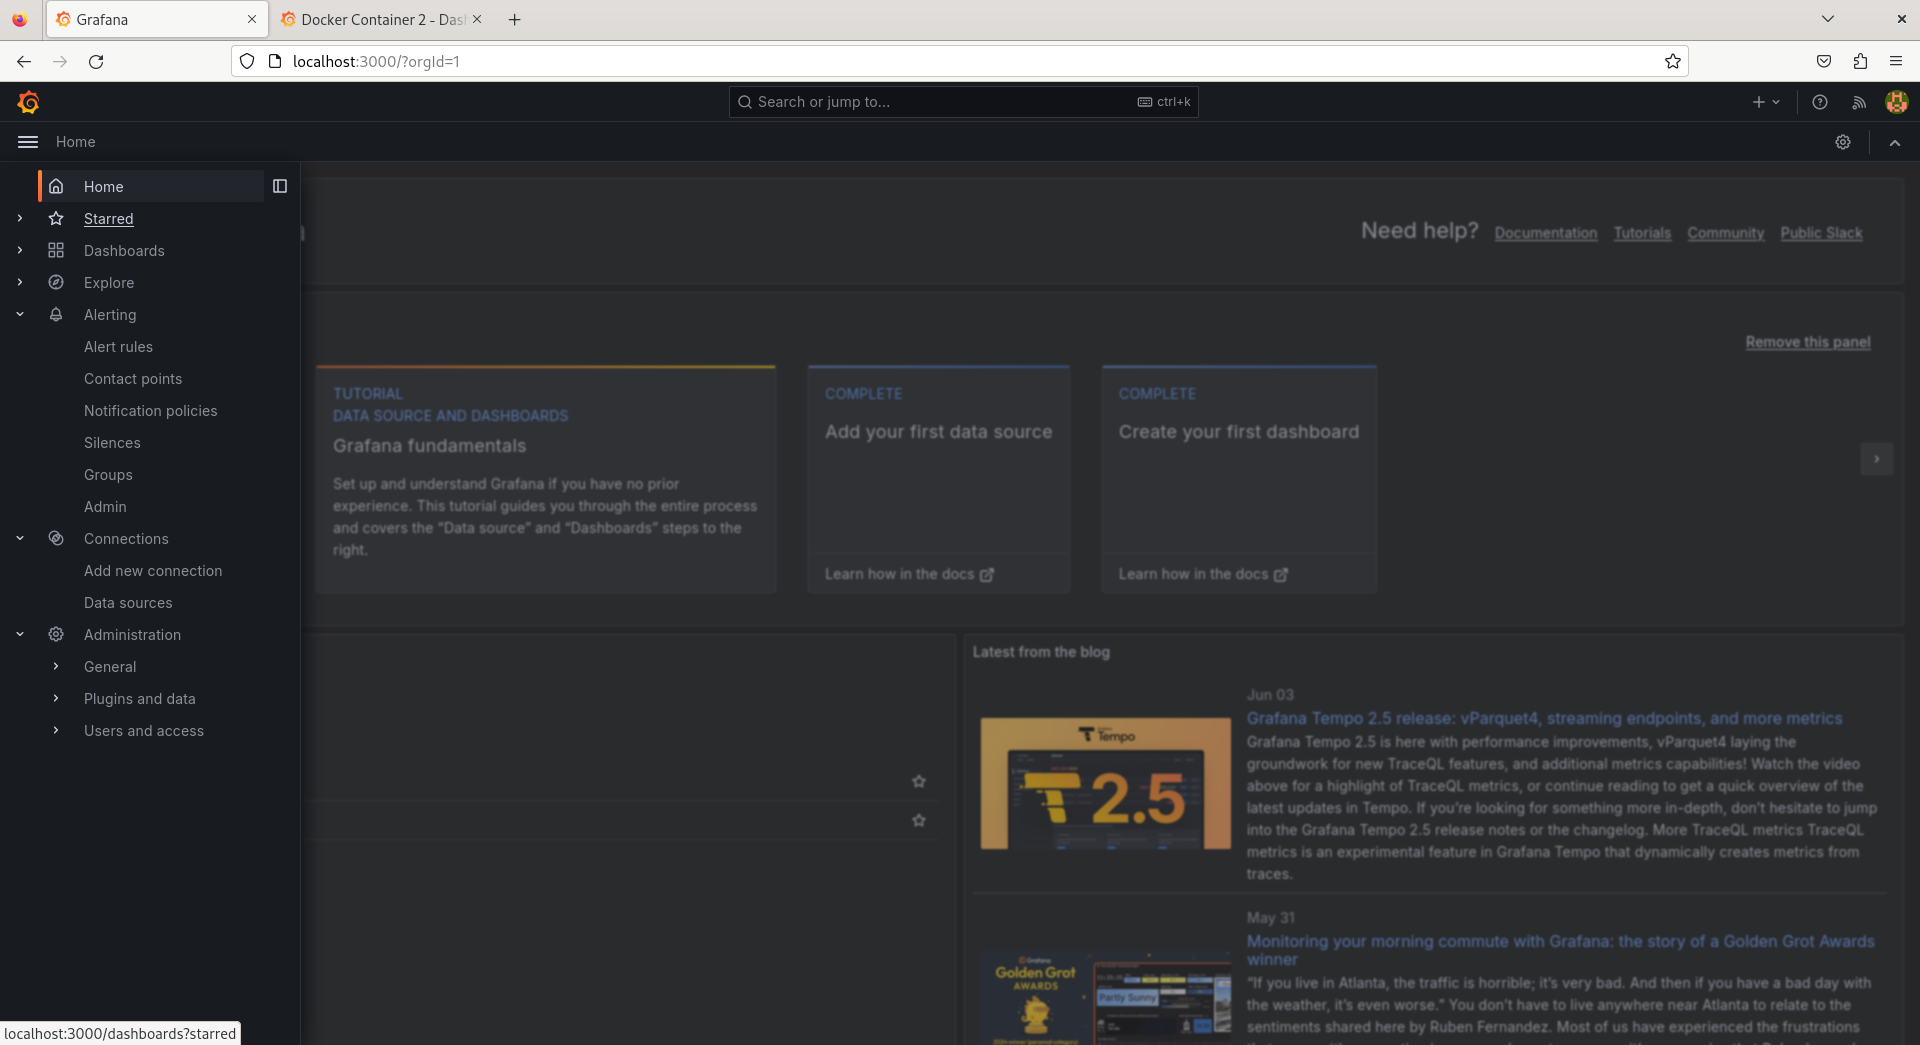 Grafana
Docker Container 2 - Das
localhost:3000/?orgId=1
Search or jump to...
ctrl+k
Home
Home
Starred
Dashboards
Explore
Alerting
Alert rules
Contact points
Notification policies
Silences
Groups
Admin
Connections
Add new connection
Data sources
Administration
General
Plugins and data
Users and access
Need help?
Documentation
Tutorials
Community
Public Slack
Remove this panel
TUTORIAL
DATA SOURCE AND DASHBOARDS
Grafana fundamentals
Set up and understand Grafana if you have no prior
experience. This tutorial guides you through the entire process
and covers the “Data source” and “Dashboards” steps to the
right.
COMPLETE
Add your first data source
Learn how in the docs
COMPLETE
Create your first dashboard
Learn how in the docs
Latest from the blog
Tempo
2.5
Jun 03
Grafana Tempo 2.5 release: vParquet4, streaming endpoints, and more metrics
Grafana Tempo 2.5 is here with performance improvements, vParquet4 laying the
groundwork for new TraceQL features, and additional metrics capabilities! Watch the video
above for a highlight of TraceQL metrics, or continue reading to get a quick overview of the
latest updates in Tempo. If you’re looking for something more in-depth, don’t hesitate to jump
into the Grafana Tempo 2.5 release notes or the changelog. More TraceQL metrics TraceQL
metrics is an experimental feature in Grafana Tempo that dynamically creates metrics from
traces.
Grafana
Golden Grot
AWARDS
Partly Sunny
May 31
Monitoring your morning commute with Grafana: the story of a Golden Grot Awards
winner
“If you live in Atlanta, the traffic is horrible; it’s very bad. And then if you have a bad day with
the weather, it’s even worse.” You don’t have to live anywhere near Atlanta to relate to the
sentiments shared here by Ruben Fernandez. Most of us have experienced the frustrations
localhost:3000/dashboards?starred